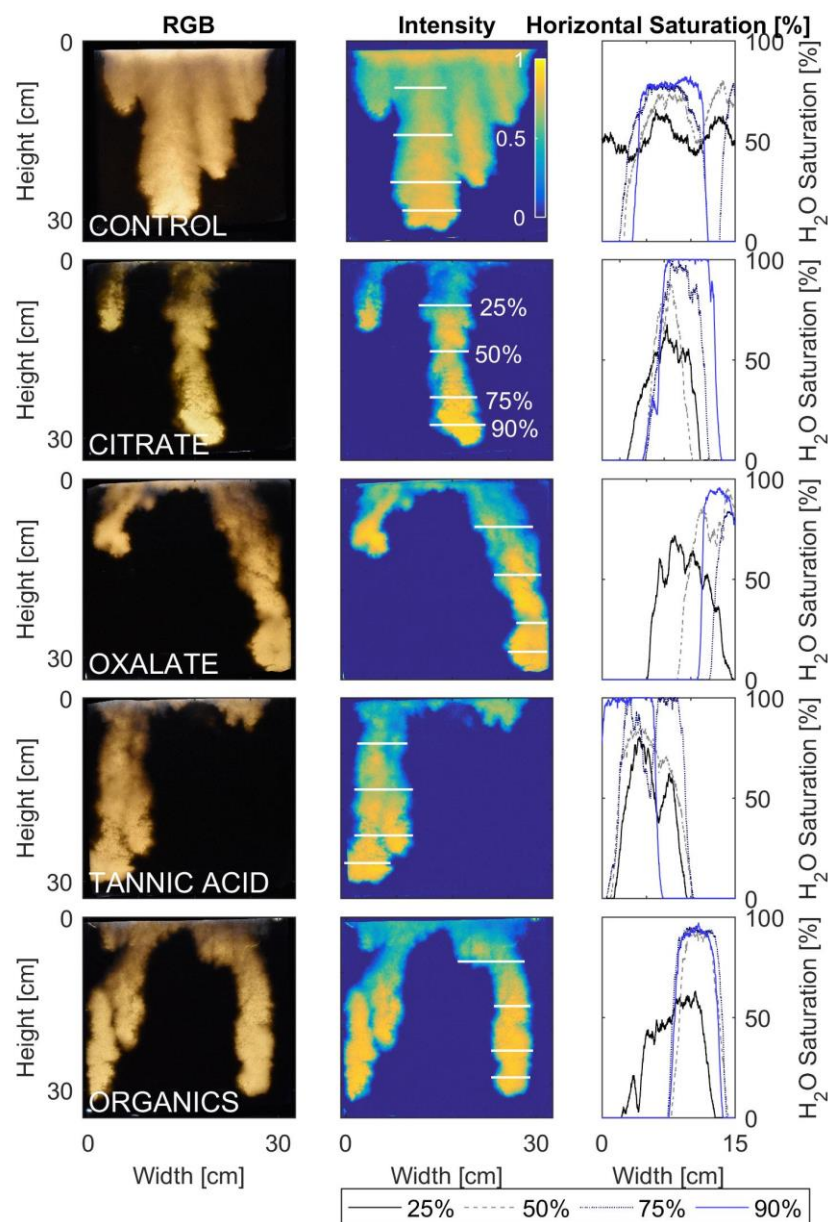 RGB
Intensity
Horizontal Saturation [%]
0
30
Height [cm]
CONTROL
1
0.5
0
100
50
0
H2O Saturation [%]
0
30
Height [cm]
CITRATE
25%
50%
75%
90%
100
50
0
H2O Saturation [%]
0
30
Height [cm]
OXALATE
100
50
0
H2O Saturation [%]
0
30
Height [cm]
TANNIC ACID
100
50
0
H2O Saturation [%]
0
30
Height [cm]
ORGANICS
100
50
0
H2O Saturation [%]
0 30
Width [cm]
0 30
Width [cm]
0 15
Width [cm]
25% 50% 75% 90%